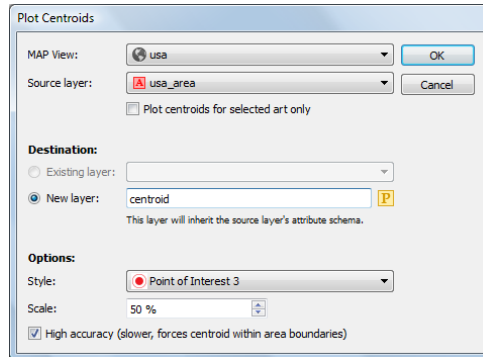 Plot Centroids
MAP View: usa OK
Source layer: A usa_area Cancel
Plot centroids for selected art only
Destination:
Existing layer:
New layer: centroid P
This layer will inherit the source layer's attribute schema.
Options:
Style: Point of Interest 3
Scale: 50 %
High accuracy (slower, forces centroid within area boundaries)